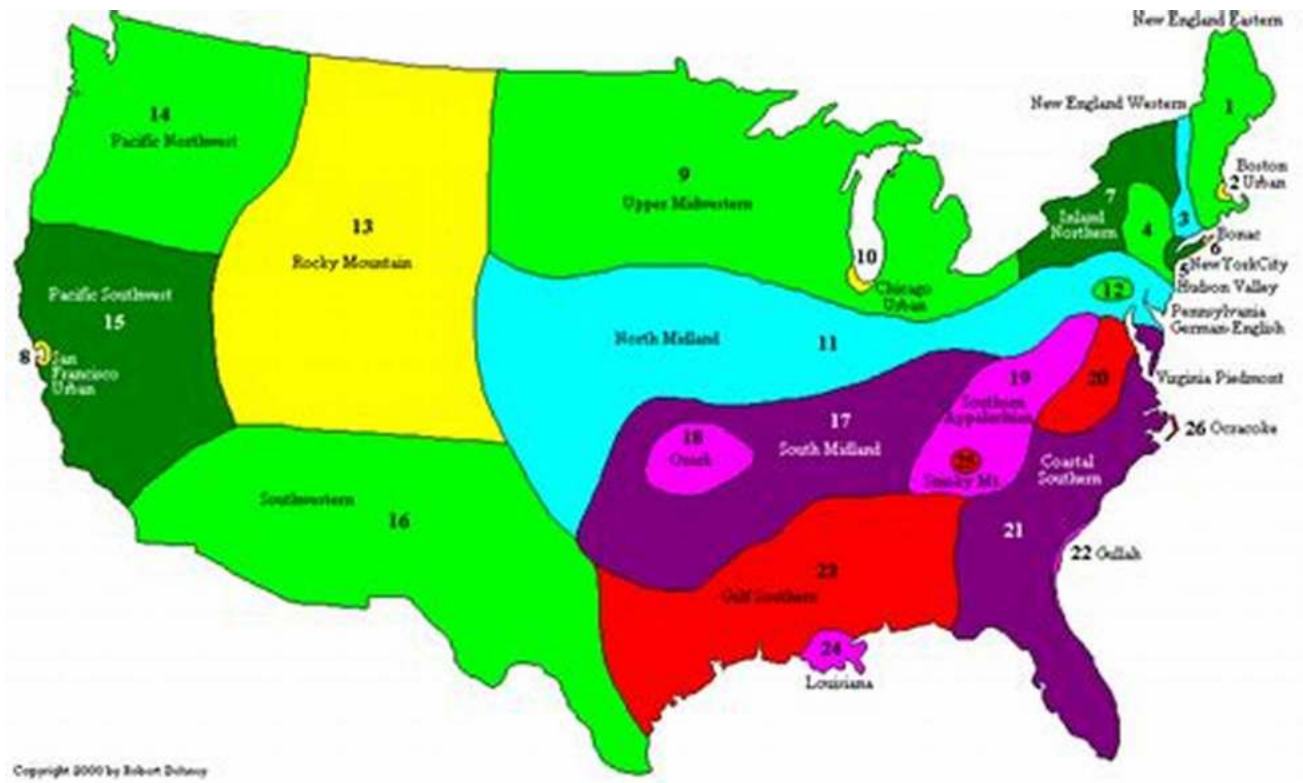 New England Eastern
New England Western
1
14
Pacific Northwest
Boston
2 Urban
9
Upper Midwestern
7
Inland
Northern
3
4
13
Rocky Mountain
Bonac
6
10
5 New York City
Hudson Valley
Chicago
Urban
12
Pacific Southwest
15
Pennsylvania
German-English
North Midland
11
8
San
Francisco
Urban
19
20
Virginia Piedmont
Southern
Appalachian
17
South Midland
26 Ocracoke
18
Ozark
25
Smoky Mt.
Coastal
Southern
Southwestern
16
21
22 Gullah
23
Gulf Southern
24
Louisiana
Copyright 2000 by Robert Delaney